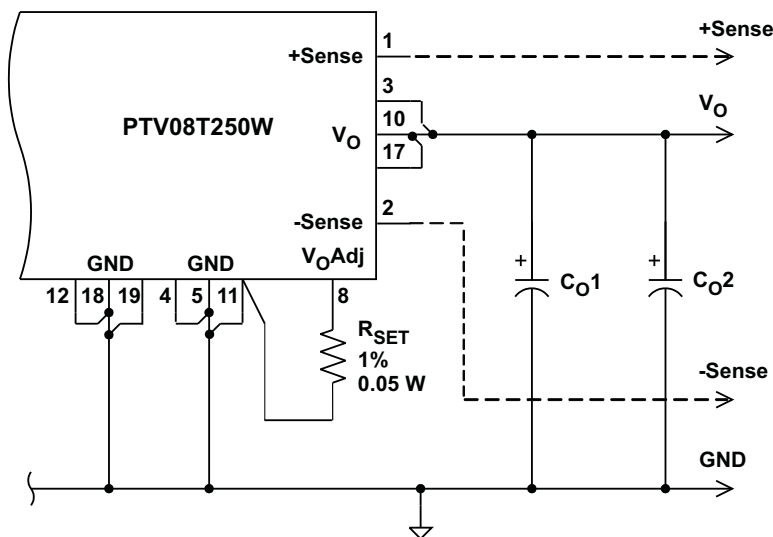 +Sense
1
+Sense
3
PTV08T250W
10
VO
VO
17
2
-Sense
VOAdj
GND
GND
12 18 19 4 5 11 8
+
CO1
+
CO2
RSET
1%
0.05 W
-Sense
GND